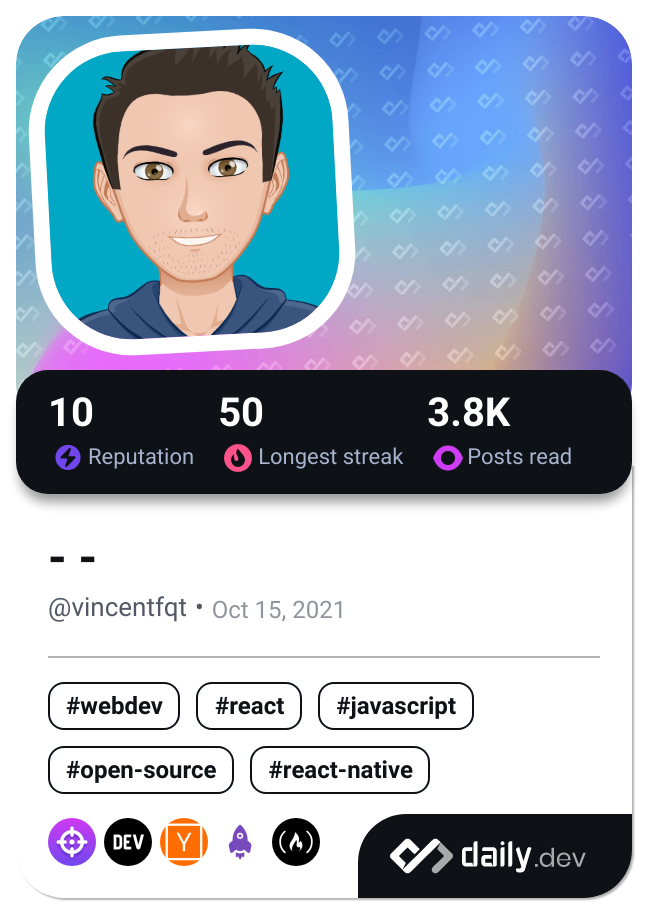 10 50 3.8K
Reputation Longest streak Posts read
- -
@vincentfqt • Oct 15, 2021
#webdev #react #javascript
#open-source #react-native
DEV Y
daily.dev